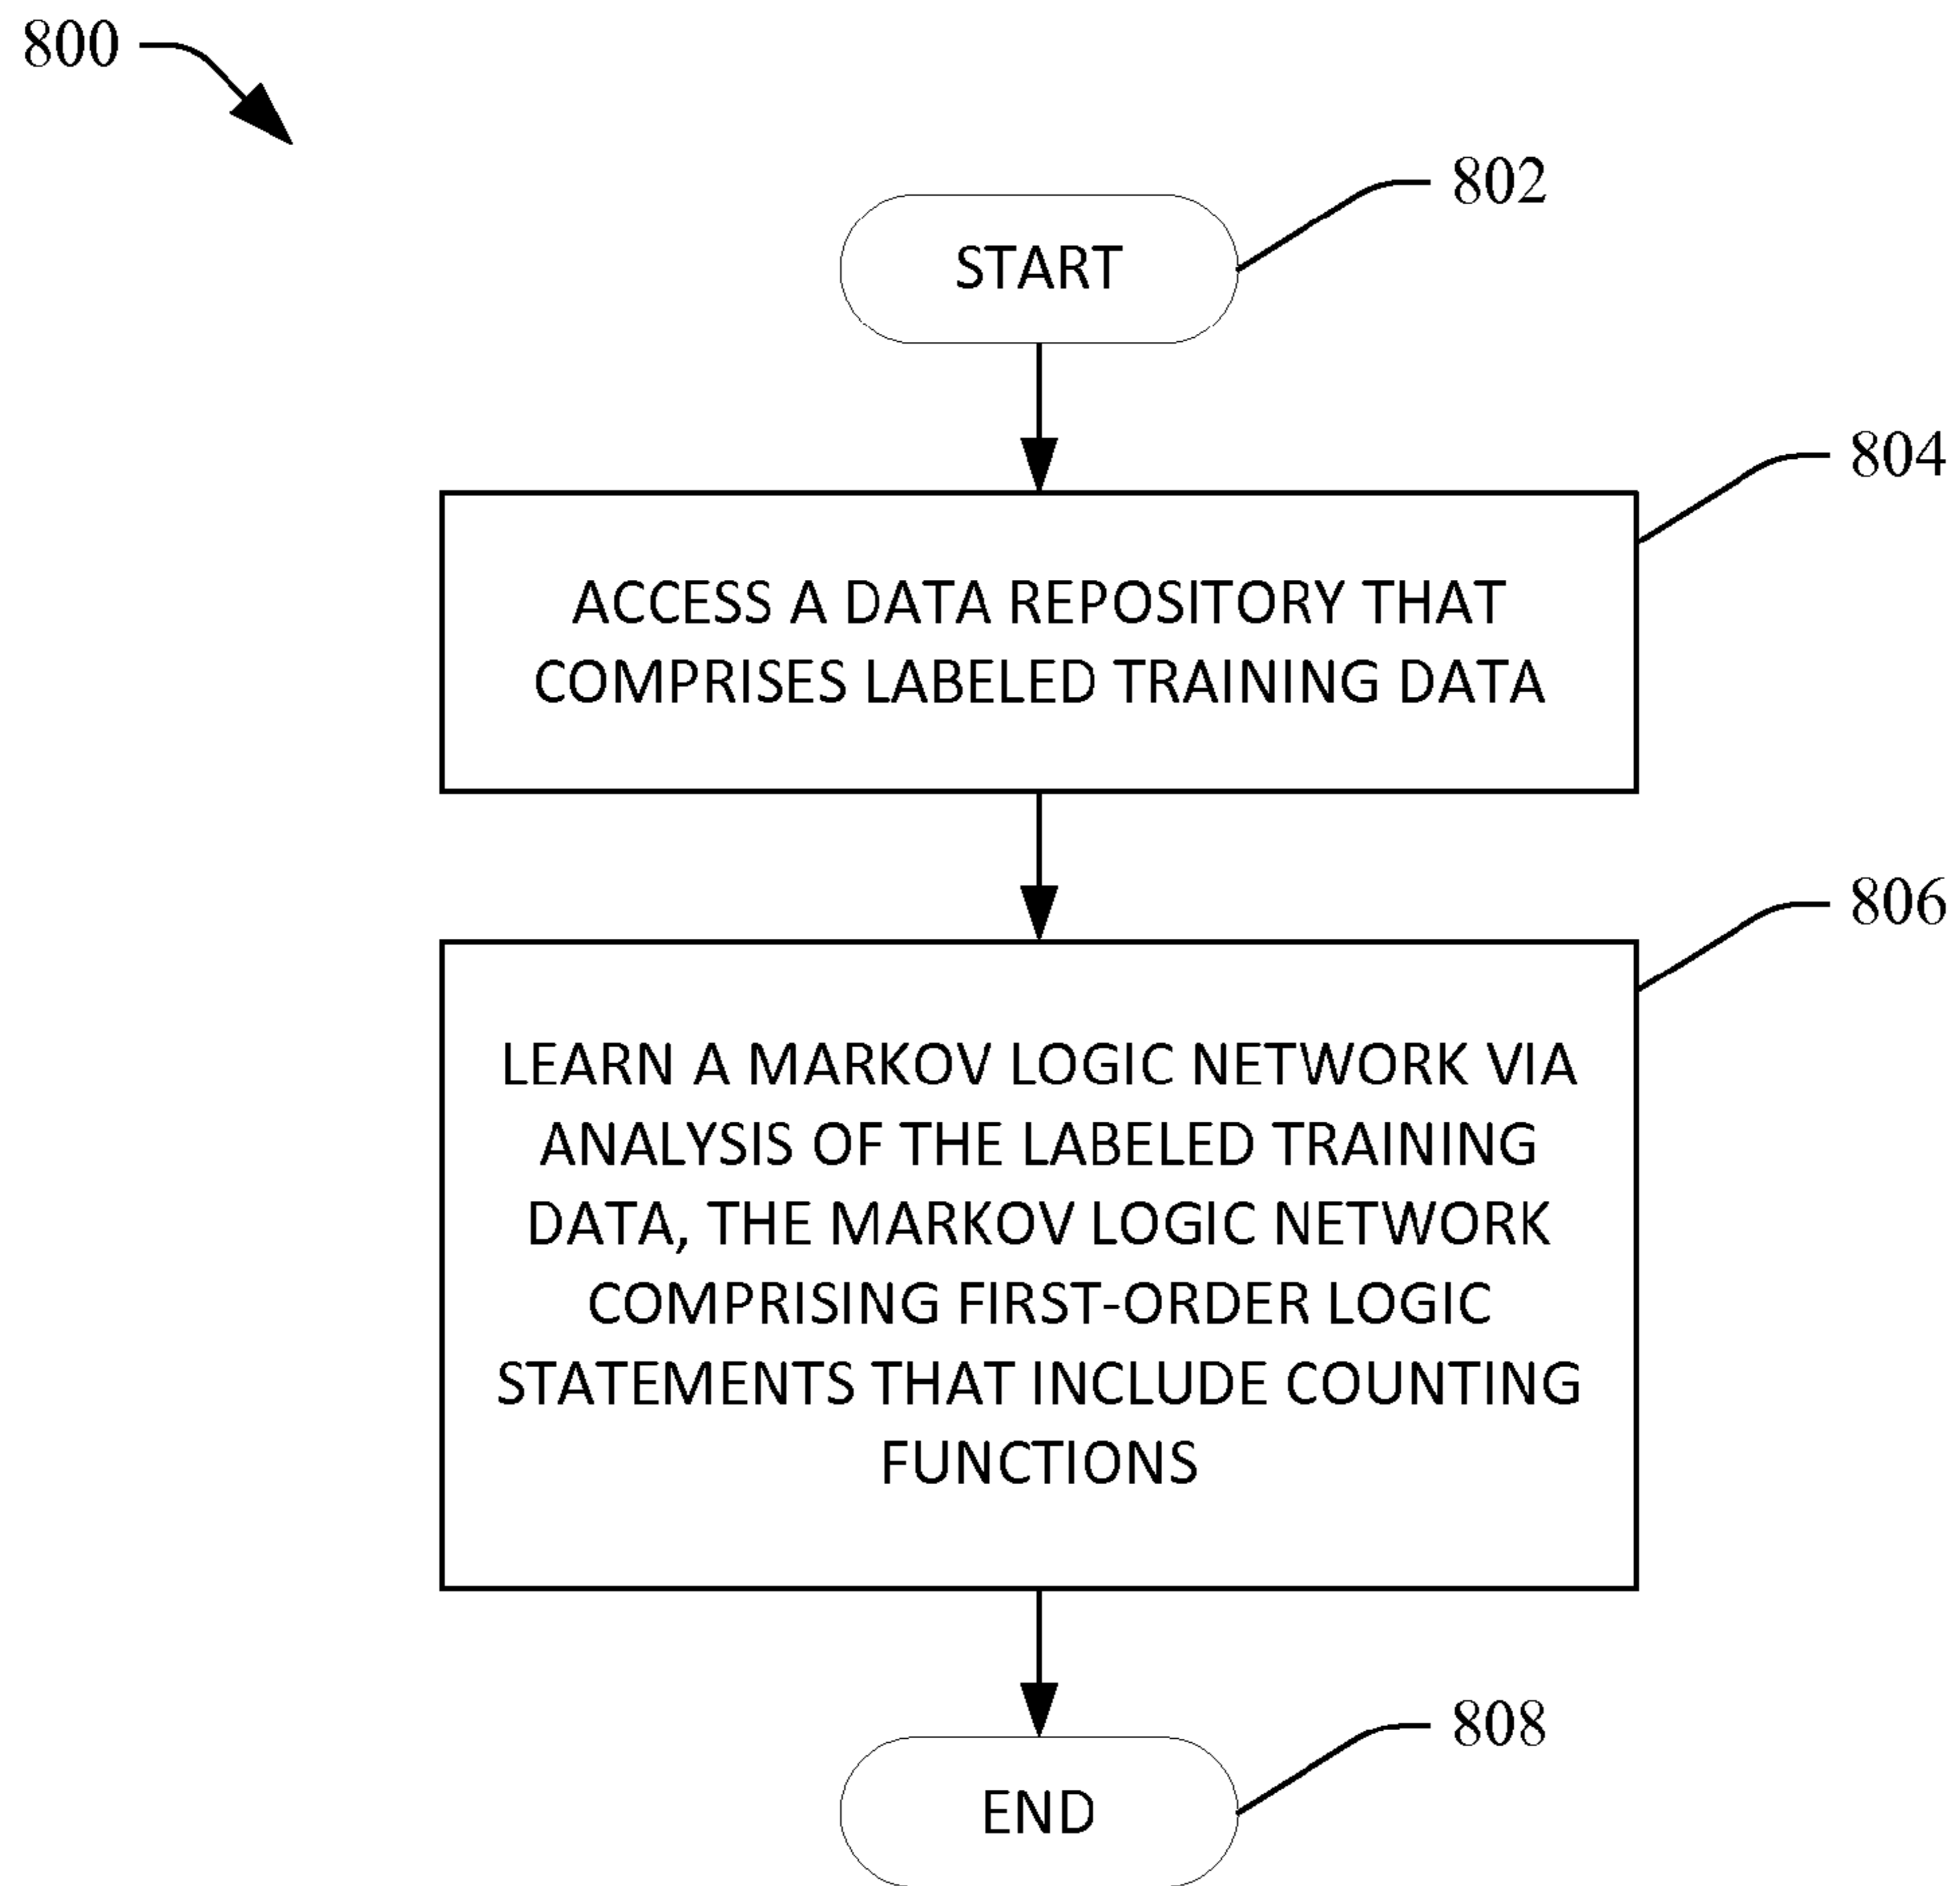 800
802
START
804
ACCESS A DATA REPOSITORY THAT
COMPRISES LABELED TRAINING DATA
806
LEARN A MARKOV LOGIC NETWORK VIA
ANALYSIS OF THE LABELED TRAINING
DATA, THE MARKOV LOGIC NETWORK
COMPRISING FIRST-ORDER LOGIC
STATEMENTS THAT INCLUDE COUNTING
FUNCTIONS
808
END